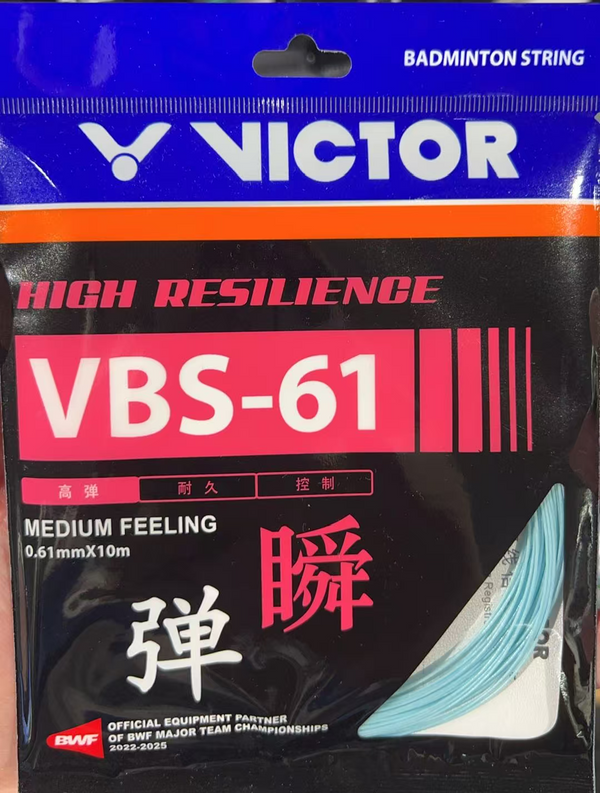 BADMINTON STRING
VICTOR
HIGH RESILIENCE
VBS-61
高弹 耐久 控制
MEDIUM FEELING
0.61mmX10m
瞬
弹
BWF
OFFICIAL EQUIPMENT PARTNER
OF BWF MAJOR TEAM CHAMPIONSHIPS
2022-2025